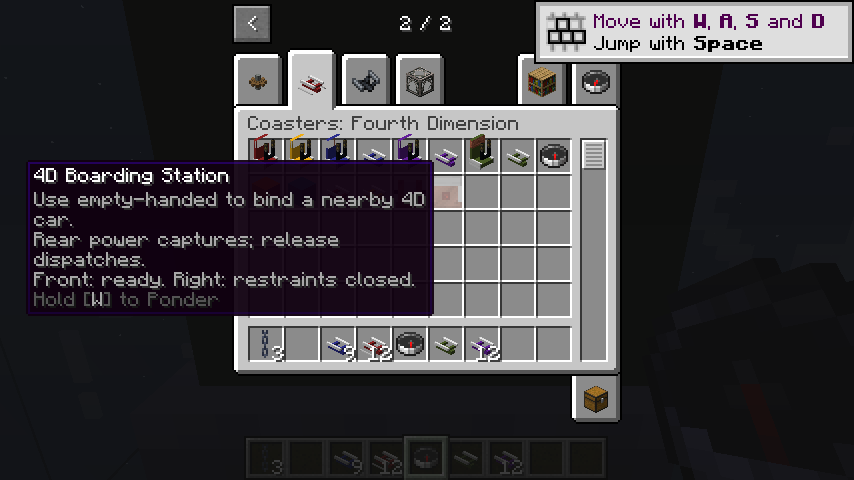 2 / 2
Move with W, A, S and D
Jump with Space
Coasters: Fourth Dimension
4D Boarding Station
Use empty-handed to bind a nearby 4D
car.
Rear power captures; release
dispatches.
Front: ready. Right: restraints closed.
Hold [W] to Ponder
3
9
12
12
3
9
12
12